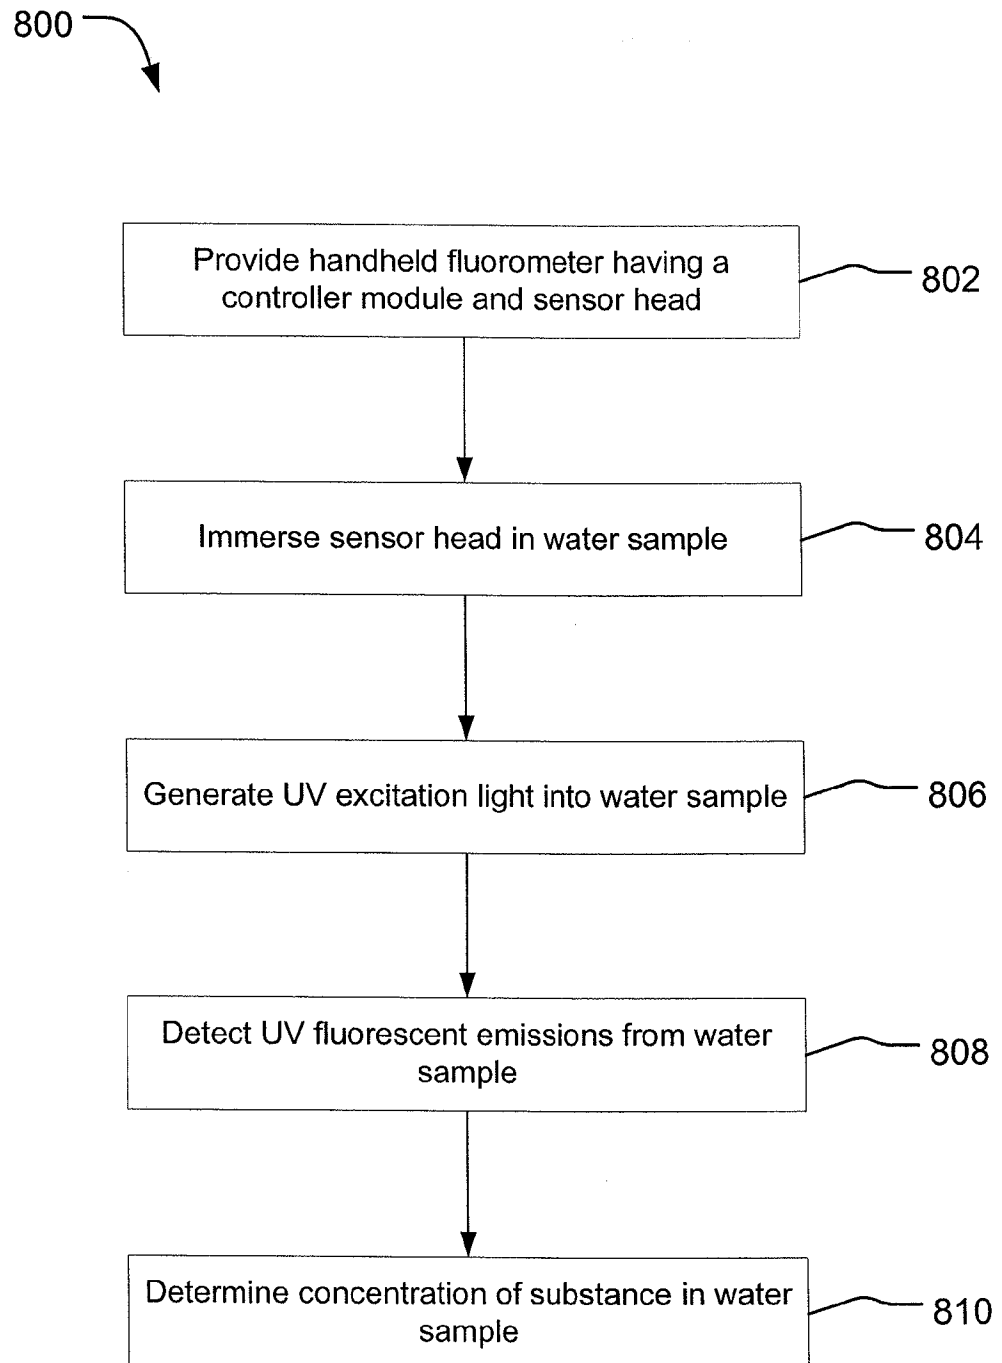 800
Provide handheld fluorometer having a
controller module and sensor head
802
Immerse sensor head in water sample
804
Generate UV excitation light into water sample
806
Detect UV fluorescent emissions from water
sample
808
Determine concentration of substance in water
sample
810